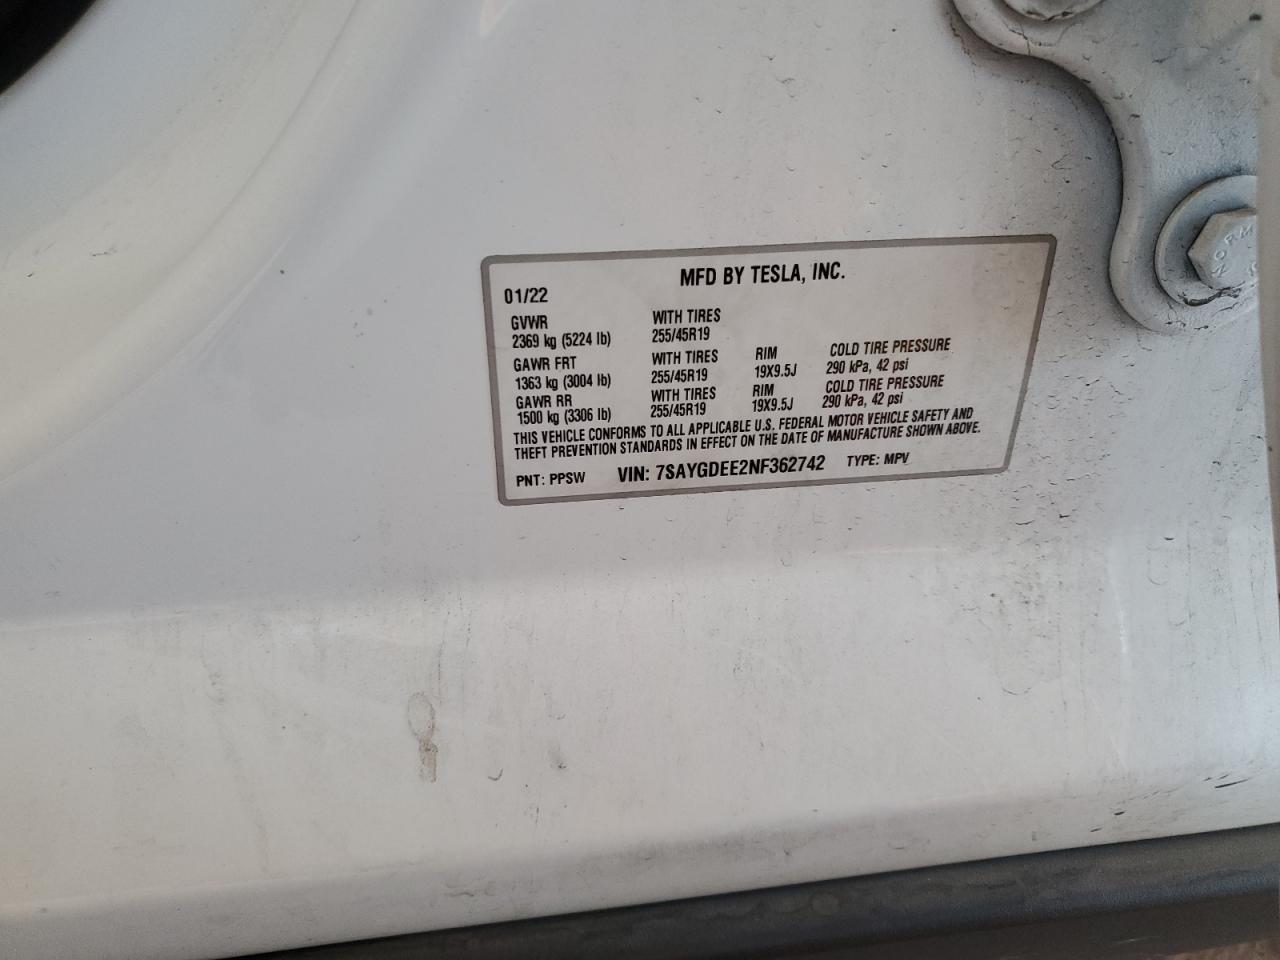 MFD BY TESLA, INC.
01/22
GVWR WITH TIRES
2369 kg (5224 lb) 255/45R19
GAWR FRT WITH TIRES RIM COLD TIRE PRESSURE
1363 kg (3004 lb) 255/45R19 19X9.5J 290 kPa, 42 psi
GAWR RR WITH TIRES RIM COLD TIRE PRESSURE
1500 kg (3306 lb) 255/45R19 19X9.5J 290 kPa, 42 psi
THIS VEHICLE CONFORMS TO ALL APPLICABLE U.S. FEDERAL MOTOR VEHICLE SAFETY AND
THEFT PREVENTION STANDARDS IN EFFECT ON THE DATE OF MANUFACTURE SHOWN ABOVE.
PNT: PPSW VIN: 7SAYGDEE2NF362742 TYPE: MPV